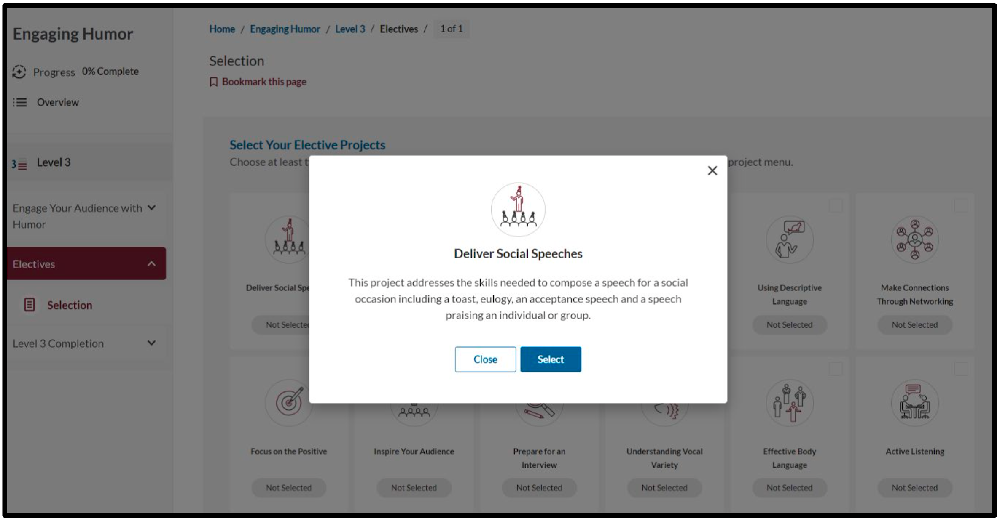 Engaging Humor
Progress 0% Complete
Overview
3 Level 3
Engage Your Audience with
Humor
Electives
Selection
Level 3 Completion
Home / Engaging Humor / Level 3 / Electives / 1 of 1
Selection
Bookmark this page
Select Your Elective Projects
Choose at least
project menu.
Deliver Social Speeches
This project addresses the skills needed to compose a speech for a social
occasion including a toast, eulogy, an acceptance speech and a speech
praising an individual or group.
Close
Select
Deliver Social
Not
Using Descriptive
Language
Not Selected
Make Connections
Through Networking
Not Selected
Focus on the Positive
Not Selected
Inspire Your Audience
Not Selected
Prepare for an
Interview
Not Selected
Understanding Vocal
Variety
Not Selected
Effective Body
Language
Not Selected
Active Listening
Not Selected